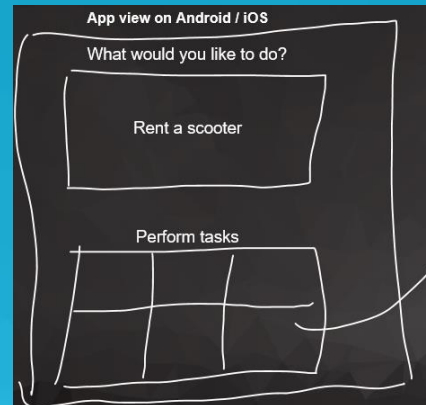 App view on Android / iOS
What would you like to do?
Rent a scooter
Perform tasks